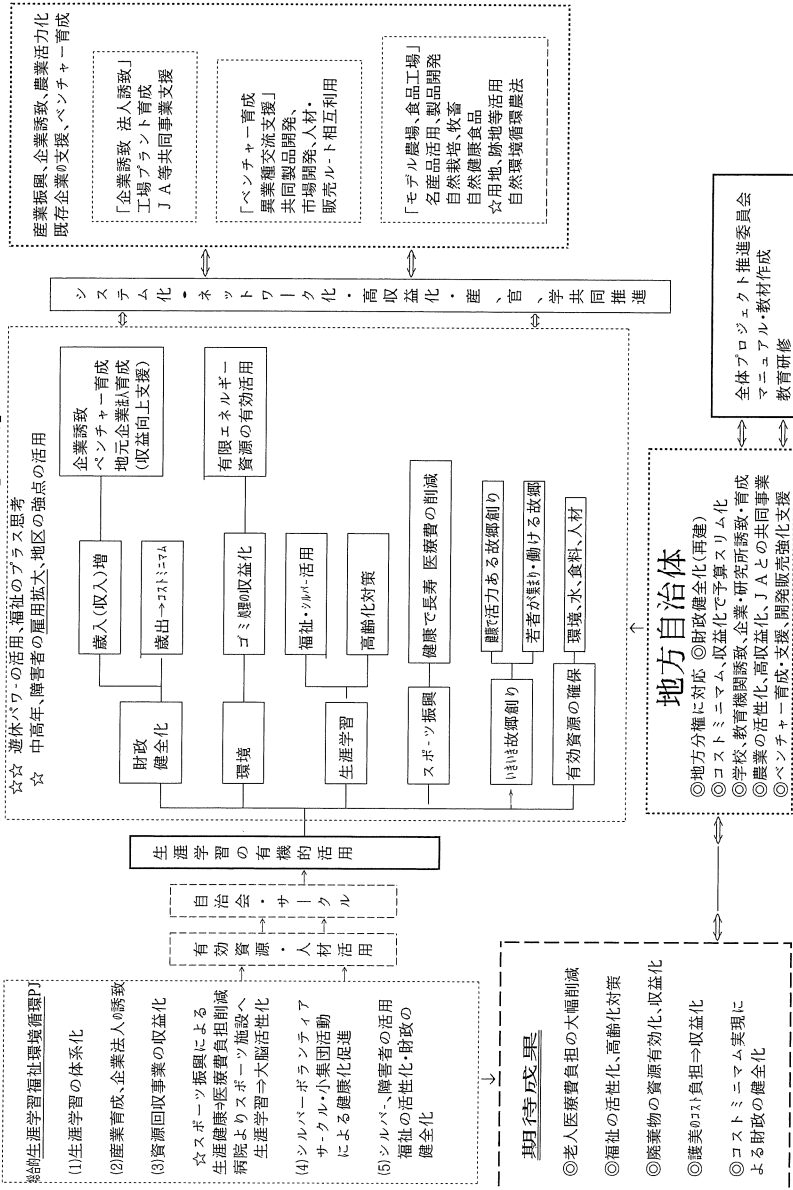 総合的生涯学習福祉環境循環PJ
(1)生涯学習の体系化
(2)産業育成、企業法人の誘致
(3)資源回収事業の収益化
☆スポーツ振興による
生涯健康⇒医療費負担削減
病院よりスポーツ施設へ
生涯学習⇒大脳活性化
(4)シルバーボランティア
サークル・小集団活動
による健康化促進
(5)シルバー、障害者の活用
福祉の活性化・財政の
健全化
有効資源・人材活用
自治会・サークル
生涯学習の有機的活用
☆☆ 遊休パワーの活用、福祉のプラス思考
☆ 中高年、障害者の雇用拡大、地区の強点の活用
財政
健全化
歳入(収入)増
歳出→コストミニマム
企業誘致
ベンチャー育成
地元企業法人育成
(収益向上支援)
環境
ゴミ処理の収益化
有限エネルギー
資源の有効活用
生涯学習
福祉・シルバー活用
高齢化対策
スポーツ振興
健康で長寿 医療費の削減
いきいき故郷創り
健康で活力ある故郷創り
若者が集まり・働ける故郷
有効資源の確保
環境、水、食料、人材
システム化・ネットワーク化・高収益化・産、官、学共同推進
産業振興、企業誘致、農業活力化
既存企業の支援、ベンチャー育成
「企業誘致 法人誘致」
工場プラント育成
JA等共同事業支援
「ベンチャー育成
異業種交流支援」
共同製品開発、
市場開発、人材・
販売ルート相互利用
「モデル農場、食品工場」
名産品活用、製品開発
自然栽培、牧畜
自然健康食品
☆用地、跡地等活用
自然環境循環農法
期待成果
◎老人医療費負担の大幅削減
◎福祉の活性化、高齢化対策
◎廃棄物の資源有効化、収益化
◎護美のコスト負担⇒収益化
◎コストミニマム実現に
よる財政の健全化
地方自治体
◎地方分権に対応 ◎財政健全化(再建)
◎コストミニマム、収益化で予算スリム化
◎学校、教育機関誘致、企業・研究所誘致・育成
◎農業の活性化、高収益化、JAとの共同事業
◎ベンチャー育成・支援、開発販売強化支援
全体プロジェクト推進委員会
マニュアル・教材作成
教育研修